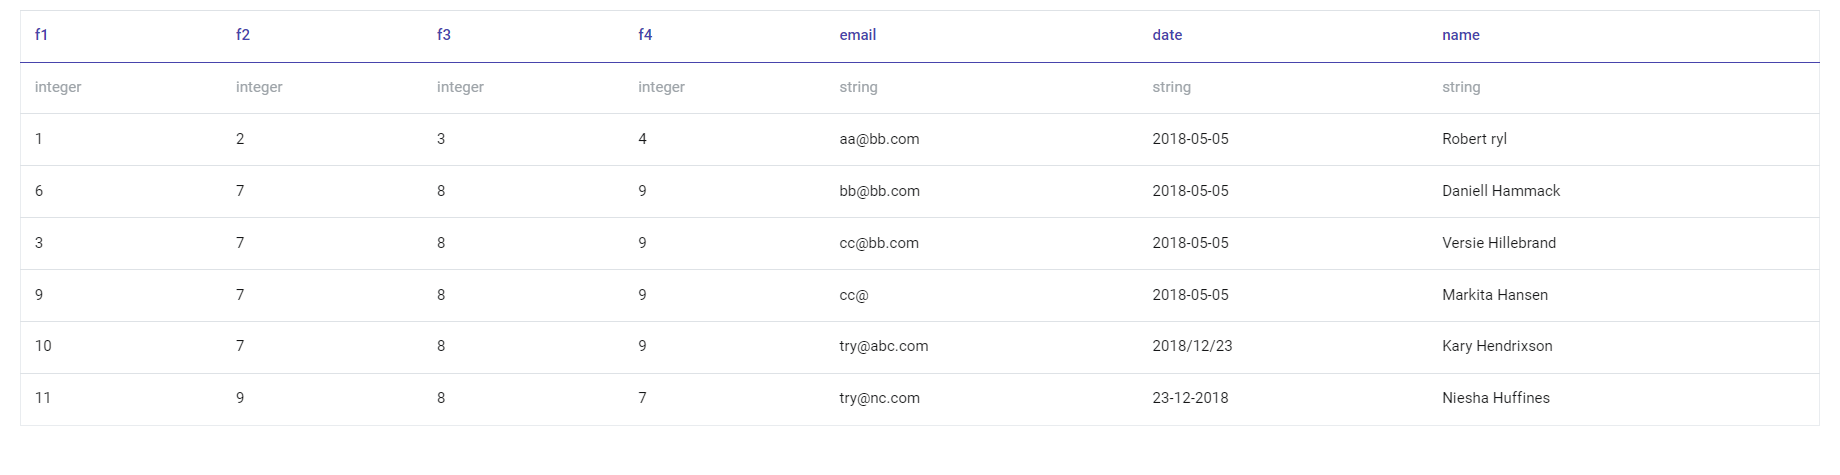 f1 f2 f3 f4 email date name
integer integer integer integer string string string
1 2 3 4 aa@bb.com 2018-05-05 Robert ryl
6 7 8 9 bb@bb.com 2018-05-05 Daniell Hammack
3 7 8 9 cc@bb.com 2018-05-05 Versie Hillebrand
9 7 8 9 cc@ 2018-05-05 Markita Hansen
10 7 8 9 try@abc.com 2018/12/23 Kary Hendrixson
11 9 8 7 try@nc.com 23-12-2018 Niesha Huffines